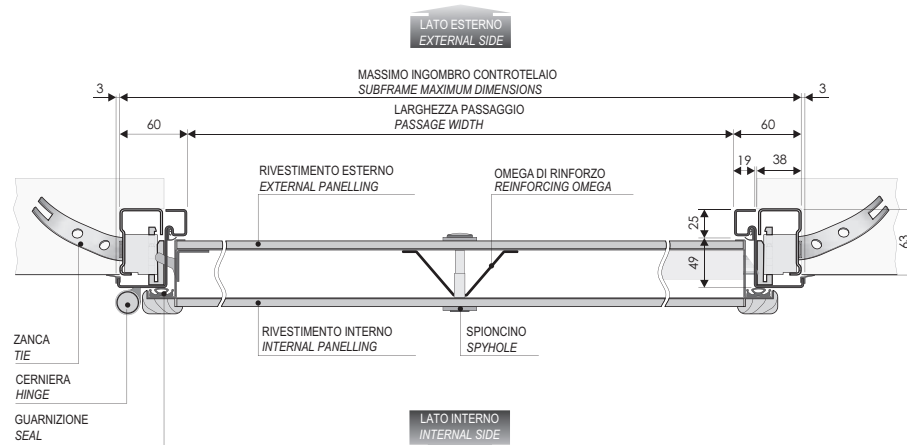 LATO ESTERNO
EXTERNAL SIDE
MASSIMO INGOMBRO CONTROTELAIO
SUBFRAME MAXIMUM DIMENSIONS
3
3
LARGHEZZA PASSAGGIO
PASSAGE WIDTH
60
60
19
38
RIVESTIMENTO ESTERNO
EXTERNAL PANELLING
OMEGA DI RINFORZO
REINFORCING OMEGA
25
49
63
RIVESTIMENTO INTERNO
INTERNAL PANELLING
SPIONCINO
SPYHOLE
ZANCA
TIE
CERNIERA
HINGE
GUARNIZIONE
SEAL
LATO INTERNO
INTERNAL SIDE